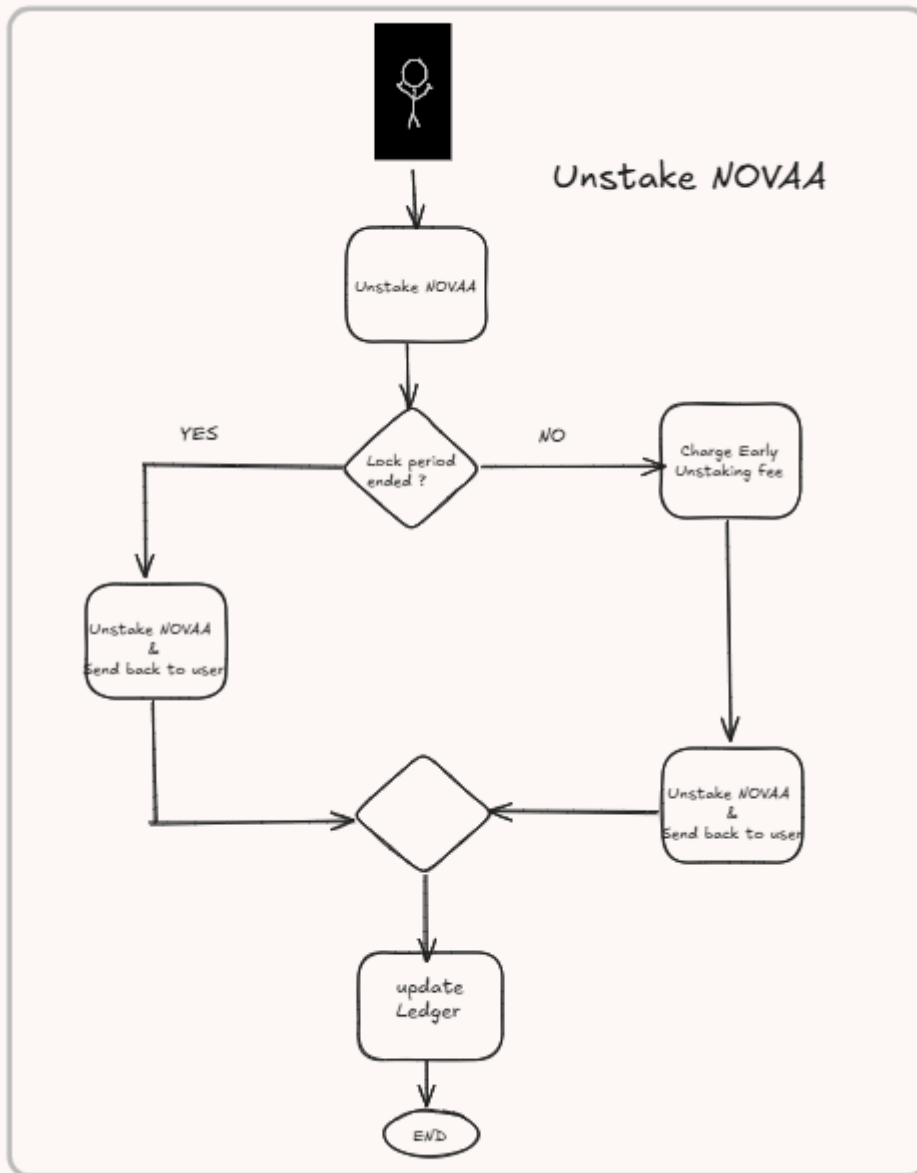 Unstake NOVAA
Unstake NOVAA
YES
NO
Lock period
ended ?
Charge Early
Unstaking fee
Unstake NOVAA
&
Send back to user
Unstake NOVAA
&
Send back to user
update
Ledger
END